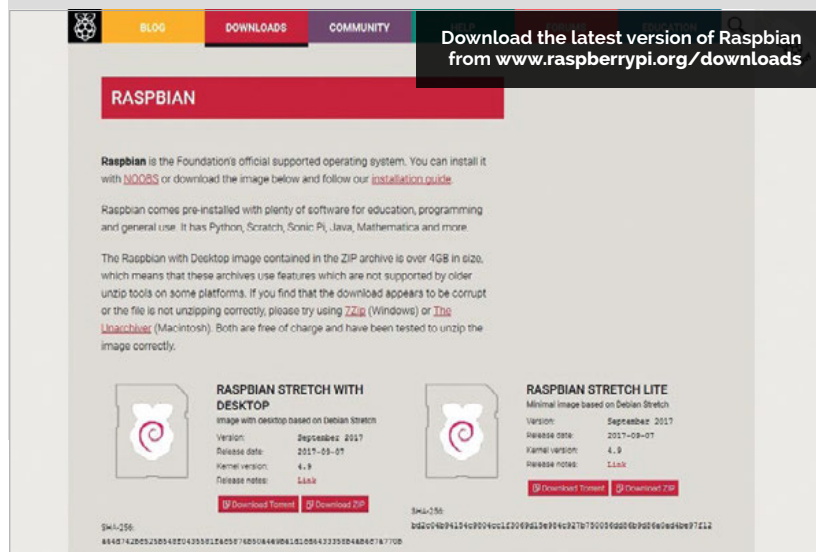 BLOG
DOWNLOADS
COMMUNITY
Download the latest version of Raspbian
from www.raspberrypi.org/downloads
RASPBIAN
Raspbian is the Foundation's official supported operating system. You can install it
with NOOBS or download the image below and follow our installation guide.
Raspbian comes pre-installed with plenty of software for education, programming
and general use. It has Python, Scratch, Sonic Pi, Java, Mathematica and more.
The Raspbian with Desktop image contained in the ZIP archive is over 4GB in size,
which means that these archives use features which are not supported by older
unzip tools on some platforms. If you find that the download appears to be corrupt
or the file is not unzipping correctly, please try using 7Zip (Windows) or The
Unarchiver (Macintosh). Both are free of charge and have been tested to unzip the
image correctly.
RASPBIAN STRETCH WITH
DESKTOP
Image with desktop based on Debian Stretch
Version: September 2017
Release date: 2017-09-07
Kernel version: 4.9
Release notes: Link
Download Torrent Download ZIP
SHA-256:
RASPBIAN STRETCH LITE
Minimal image based on Debian Stretch
Version: September 2017
Release date: 2017-09-07
Kernel version: 4.9
Release notes: Link
Download Torrent Download ZIP
SHA-256: